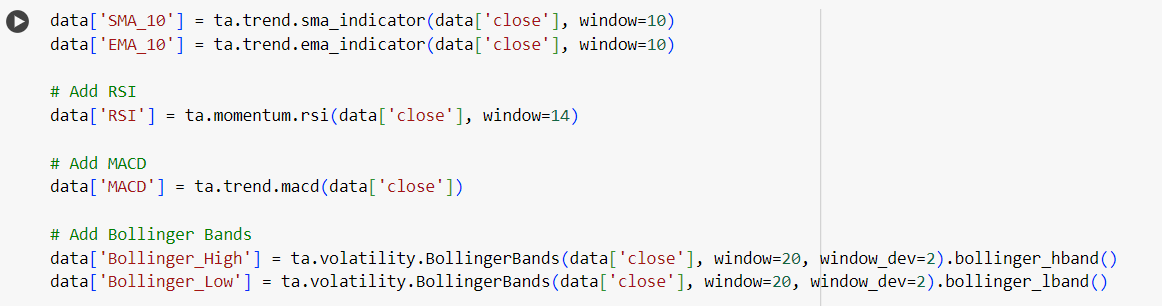 data['SMA_10'] = ta.trend.sma_indicator(data['close'], window=10)
data['EMA_10'] = ta.trend.ema_indicator(data['close'], window=10)
# Add RSI
data['RSI'] = ta.momentum.rsi(data['close'], window=14)
# Add MACD
data['MACD'] = ta.trend.macd(data['close'])
# Add Bollinger Bands
data['Bollinger_High'] = ta.volatility.BollingerBands(data['close'], window=20, window_dev=2).bollinger_hband()
data['Bollinger_Low'] = ta.volatility.BollingerBands(data['close'], window=20, window_dev=2).bollinger_lband()